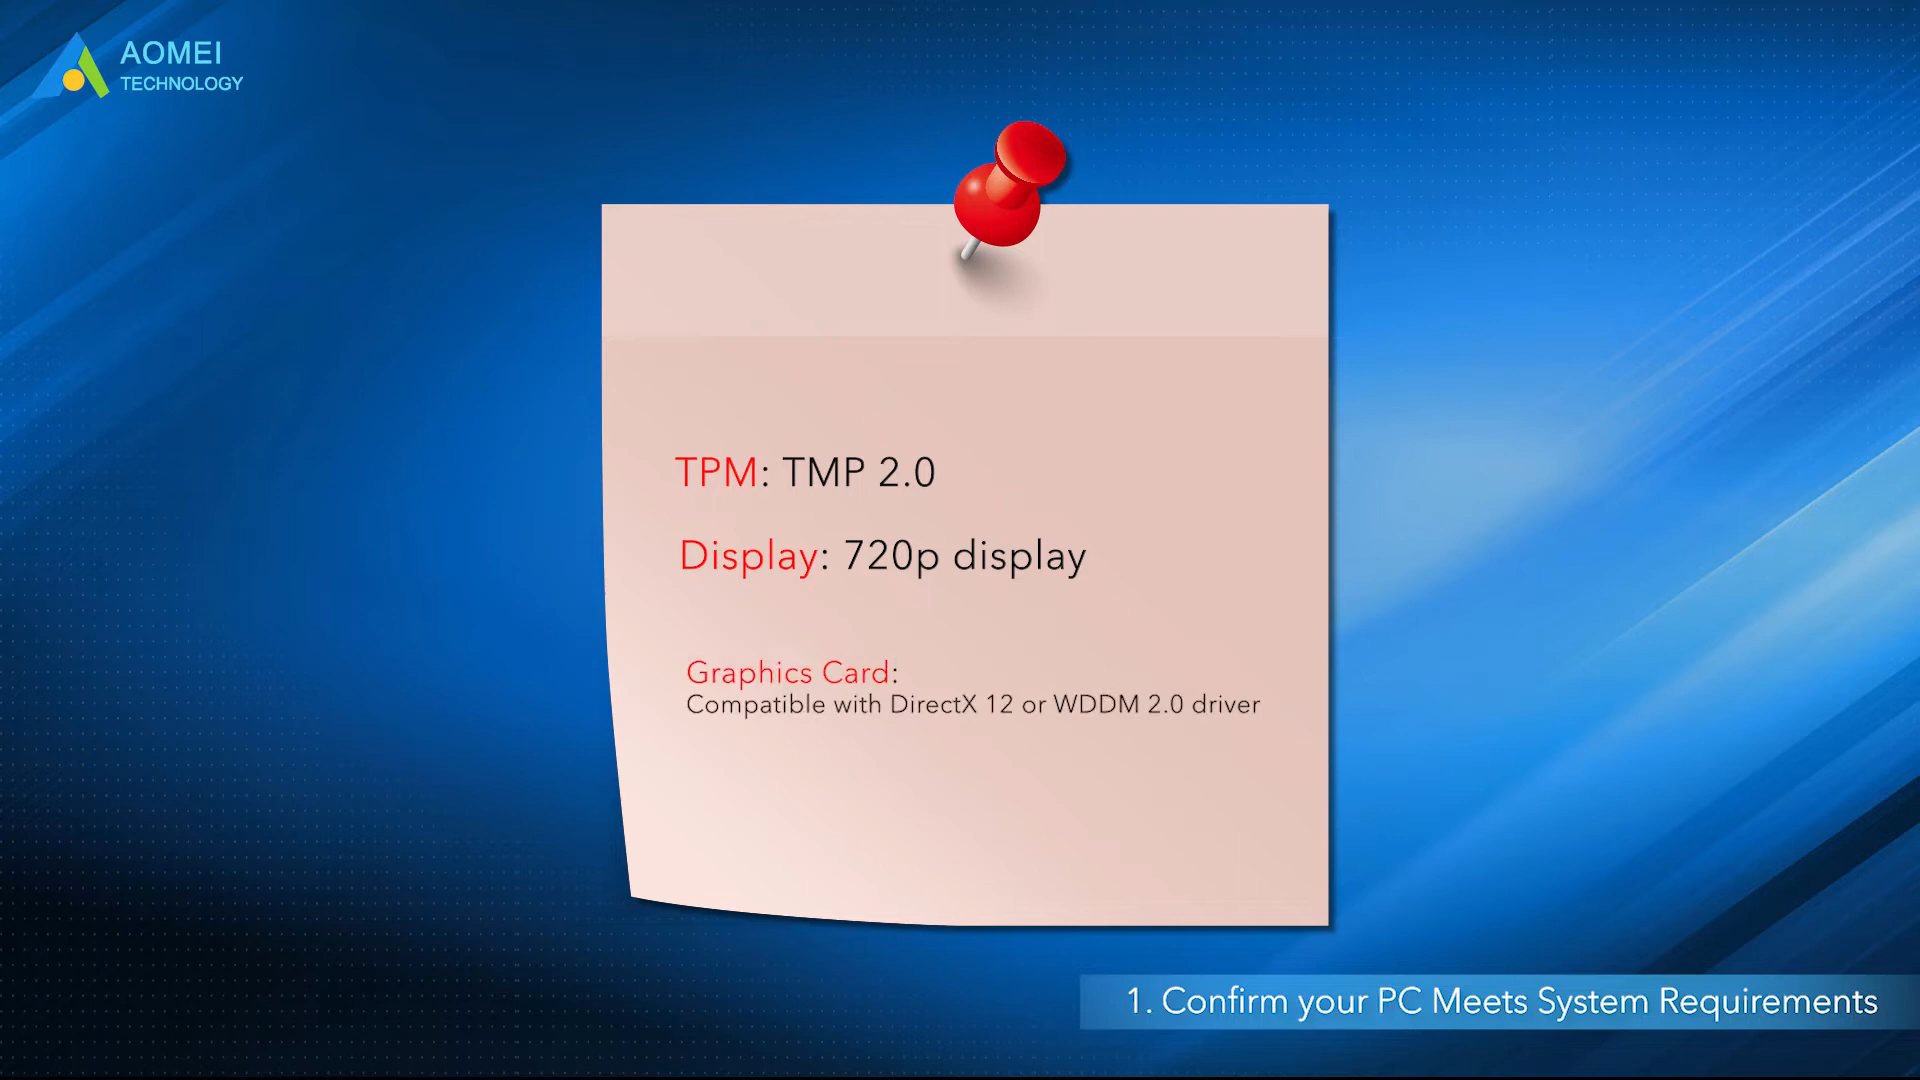 AOMEI
TECHNOLOGY
TPM: TMP 2.0
Display: 720p display
Graphics Card:
Compatible with DirectX 12 or WDDM 2.0 driver
1. Confirm your PC Meets System Requirements